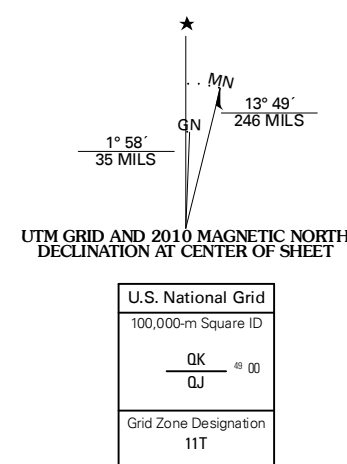 MN
GN
13° 49´
246 MILS
1° 58´
35 MILS
UTM GRID AND 2010 MAGNETIC NORTH
DECLINATION AT CENTER OF SHEET
U.S. National Grid
100,000-m Square ID
QK
49 00
QJ
Grid Zone Designation
11T